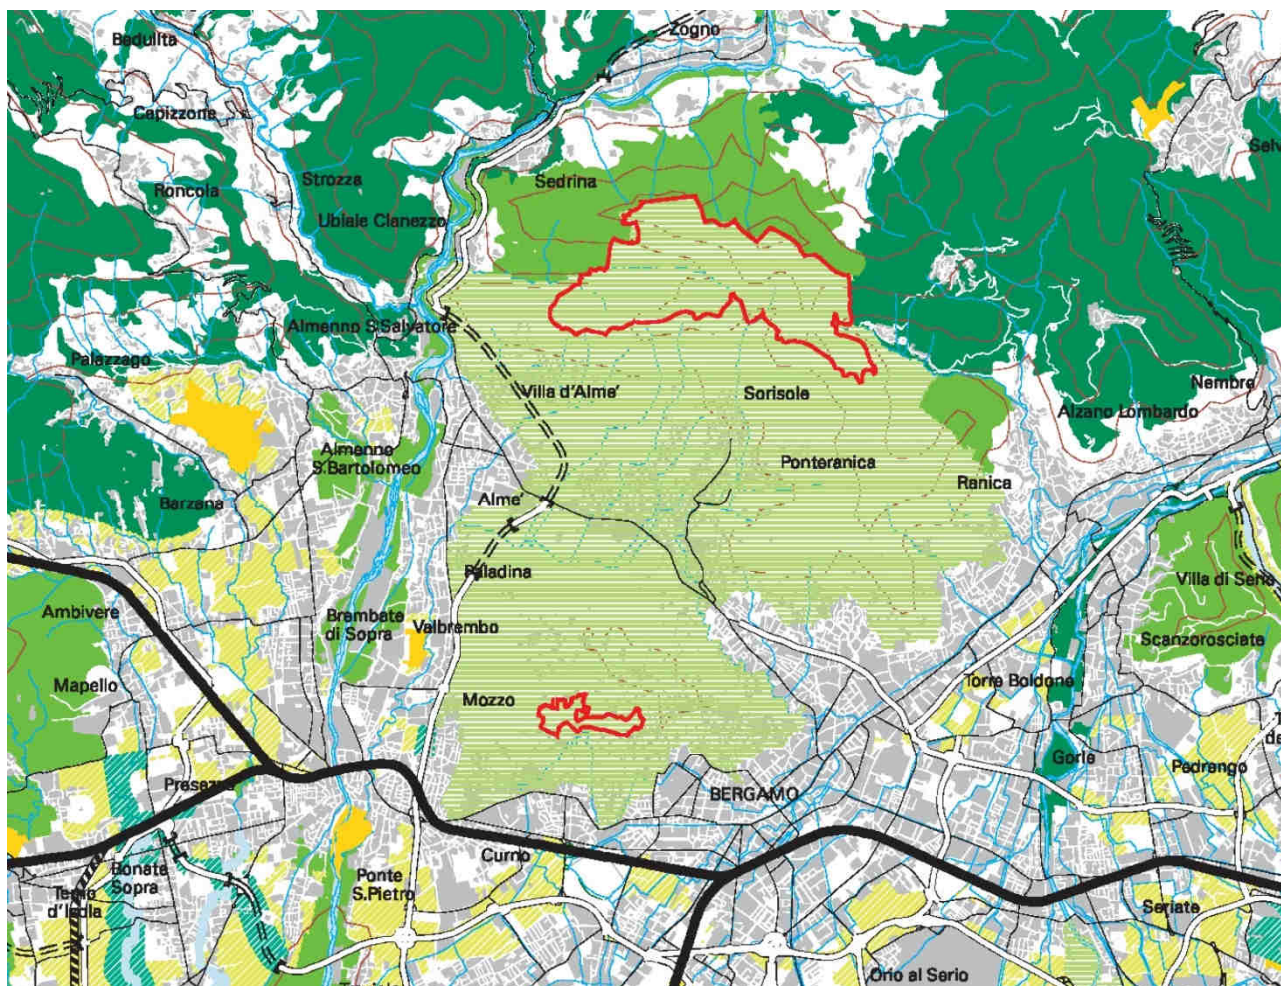 Zogno
Bedulita
Capizzone
Selv
Roncola
Strozza
Sedrina
Ubiale Clanezzo
Almenno S.Salvatore
Palazzago
Nembro
Villa d'Alme'
Sorisole
Alzano Lombardo
Almenno
S.Bartolomeo
Ponteranica
Ranica
Barzana
Alme'
Paladina
Villa di Serio
Ambivere
Brembate
di Sopra
Valbrembo
Scanzorosciate
Mapello
Mozzo
Torre Boldone
de
Gorle
Pedrengo
Presezzo
BERGAMO
Curno
Bonate
Sopra
Ponte
S.Pietro
Terno
d'Isola
Seriate
Orio al Serio